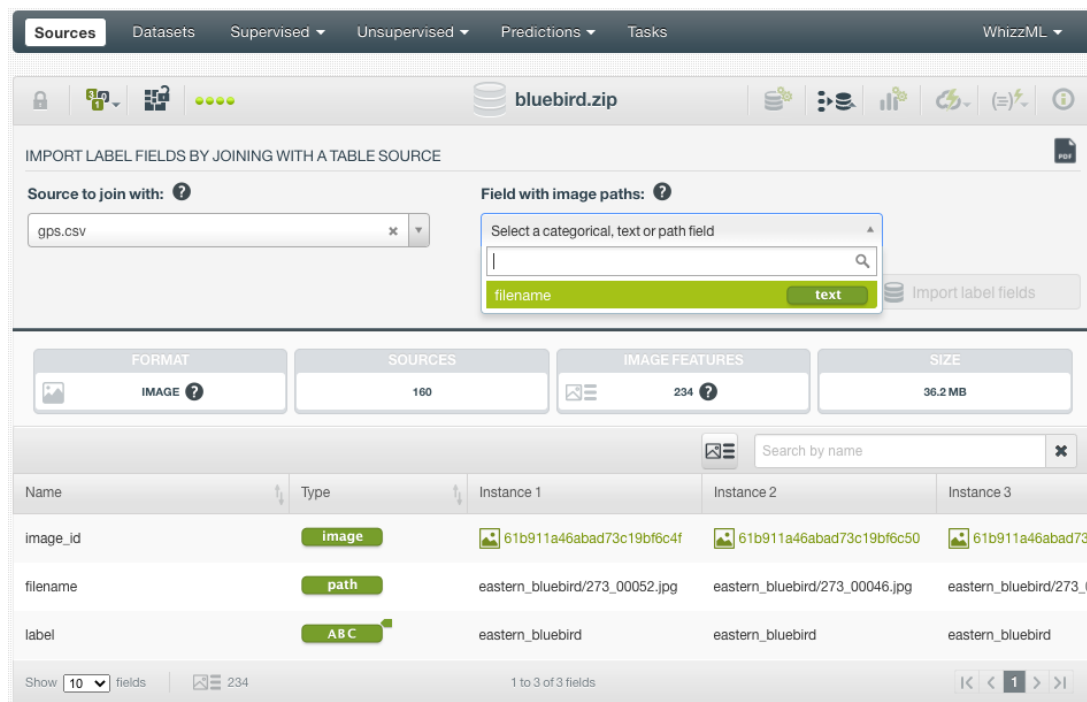 Sources Datasets Supervised Unsupervised Predictions Tasks WhizzML
bluebird.zip
IMPORT LABEL FIELDS BY JOINING WITH A TABLE SOURCE
PDF
Source to join with: ? Field with image paths: ?
gps.csv × Select a categorical, text or path field
filename text Import label fields
FORMAT SOURCES IMAGE FEATURES SIZE
IMAGE ? 160 234 ? 36.2 MB
Search by name
Name Type Instance 1 Instance 2 Instance 3
image_id image 61b911a46abad73c19bf6c4f 61b911a46abad73c19bf6c50 61b911a46abad73
filename path eastern_bluebird/273_00052.jpg eastern_bluebird/273_00046.jpg eastern_bluebird/273_
label ABC eastern_bluebird eastern_bluebird eastern_bluebird
Show 10 fields 234 1 to 3 of 3 fields 1